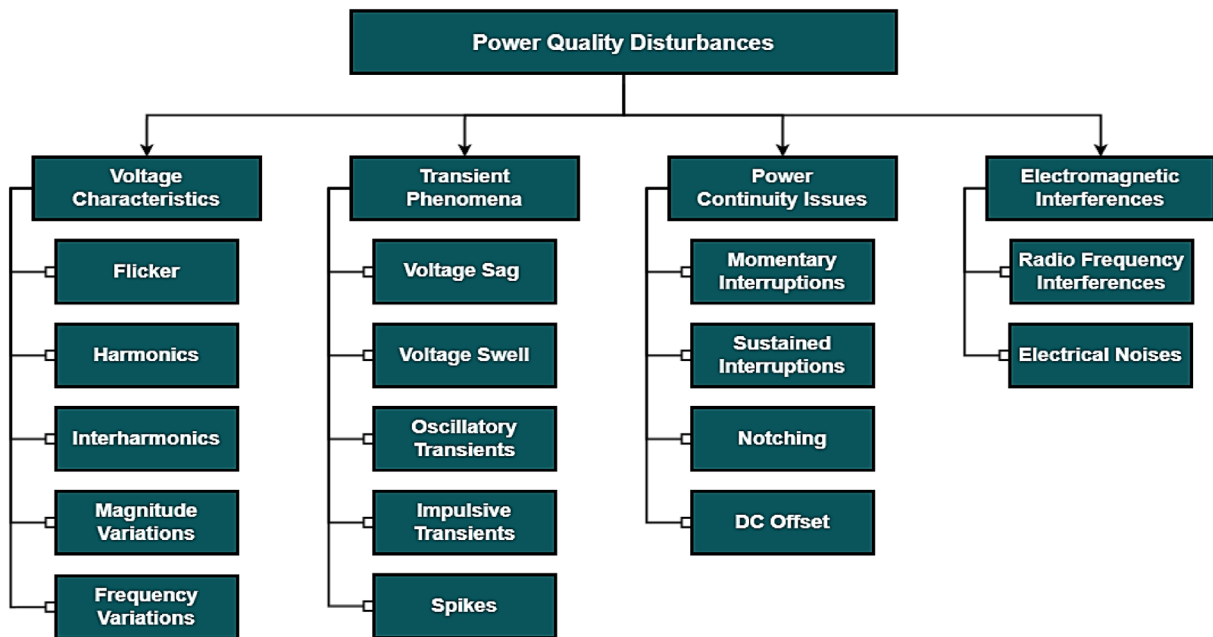 Power Quality Disturbances
Voltage
Characteristics
Flicker
Harmonics
Interharmonics
Magnitude
Variations
Frequency
Variations
Transient
Phenomena
Voltage Sag
Voltage Swell
Oscillatory
Transients
Impulsive
Transients
Spikes
Power
Continuity Issues
Momentary
Interruptions
Sustained
Interruptions
Notching
DC Offset
Electromagnetic
Interferences
Radio Frequency
Interferences
Electrical Noises